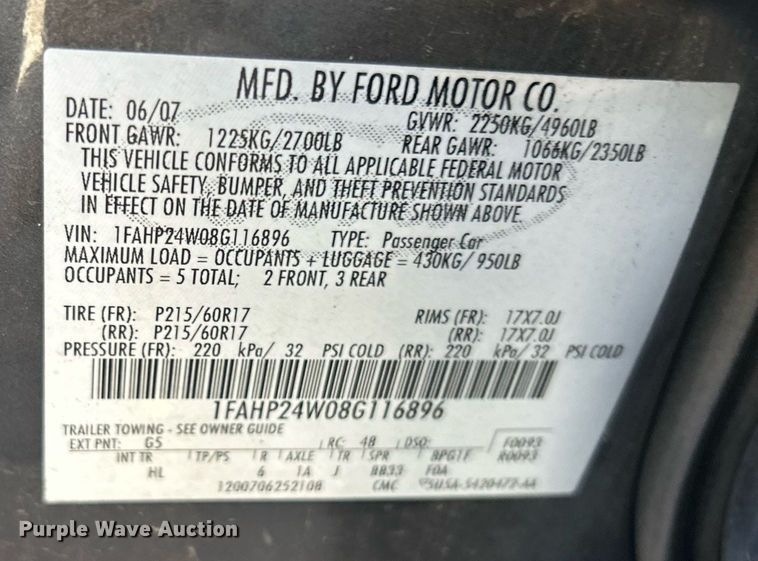 MFD. BY FORD MOTOR CO.
DATE: 06/07 GVWR: 2250KG/4960LB
FRONT GAWR: 1225KG/2700LB REAR GAWR: 1066KG/2350LB
THIS VEHICLE CONFORMS TO ALL APPLICABLE FEDERAL MOTOR
VEHICLE SAFETY, BUMPER, AND THEFT PREVENTION STANDARDS
IN EFFECT ON THE DATE OF MANUFACTURE SHOWN ABOVE.
VIN: 1FAHP24W08G116896 TYPE: Passenger Car
MAXIMUM LOAD = OCCUPANTS + LUGGAGE = 430KG/ 950LB
OCCUPANTS = 5 TOTAL; 2 FRONT, 3 REAR
TIRE (FR): P215/60R17 RIMS (FR): 17X7.0J
(RR): P215/60R17 (RR): 17X7.0J
PRESSURE (FR): 220 kPa/ 32 PSI COLD (RR): 220 kPa/ 32 PSI COLD
1FAHP24W08G116896
TRAILER TOWING - SEE OWNER GUIDE
EXT PNT: G5 RC: 48 DSO: F0093
INT TR TP/PS R AXLE TR SPR R0093
HL 6 1A J 8833 FOA
1200706252108 CMC
Purple Wave Auction